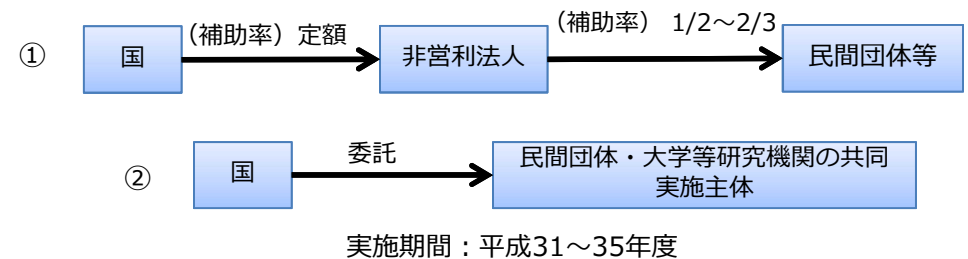 （補助率）定額
（補助率） 1/2～2/3
① 国 非営利法人 民間団体等
委託
② 国 民間団体・大学等研究機関の共同
実施主体
実施期間：平成31～35年度